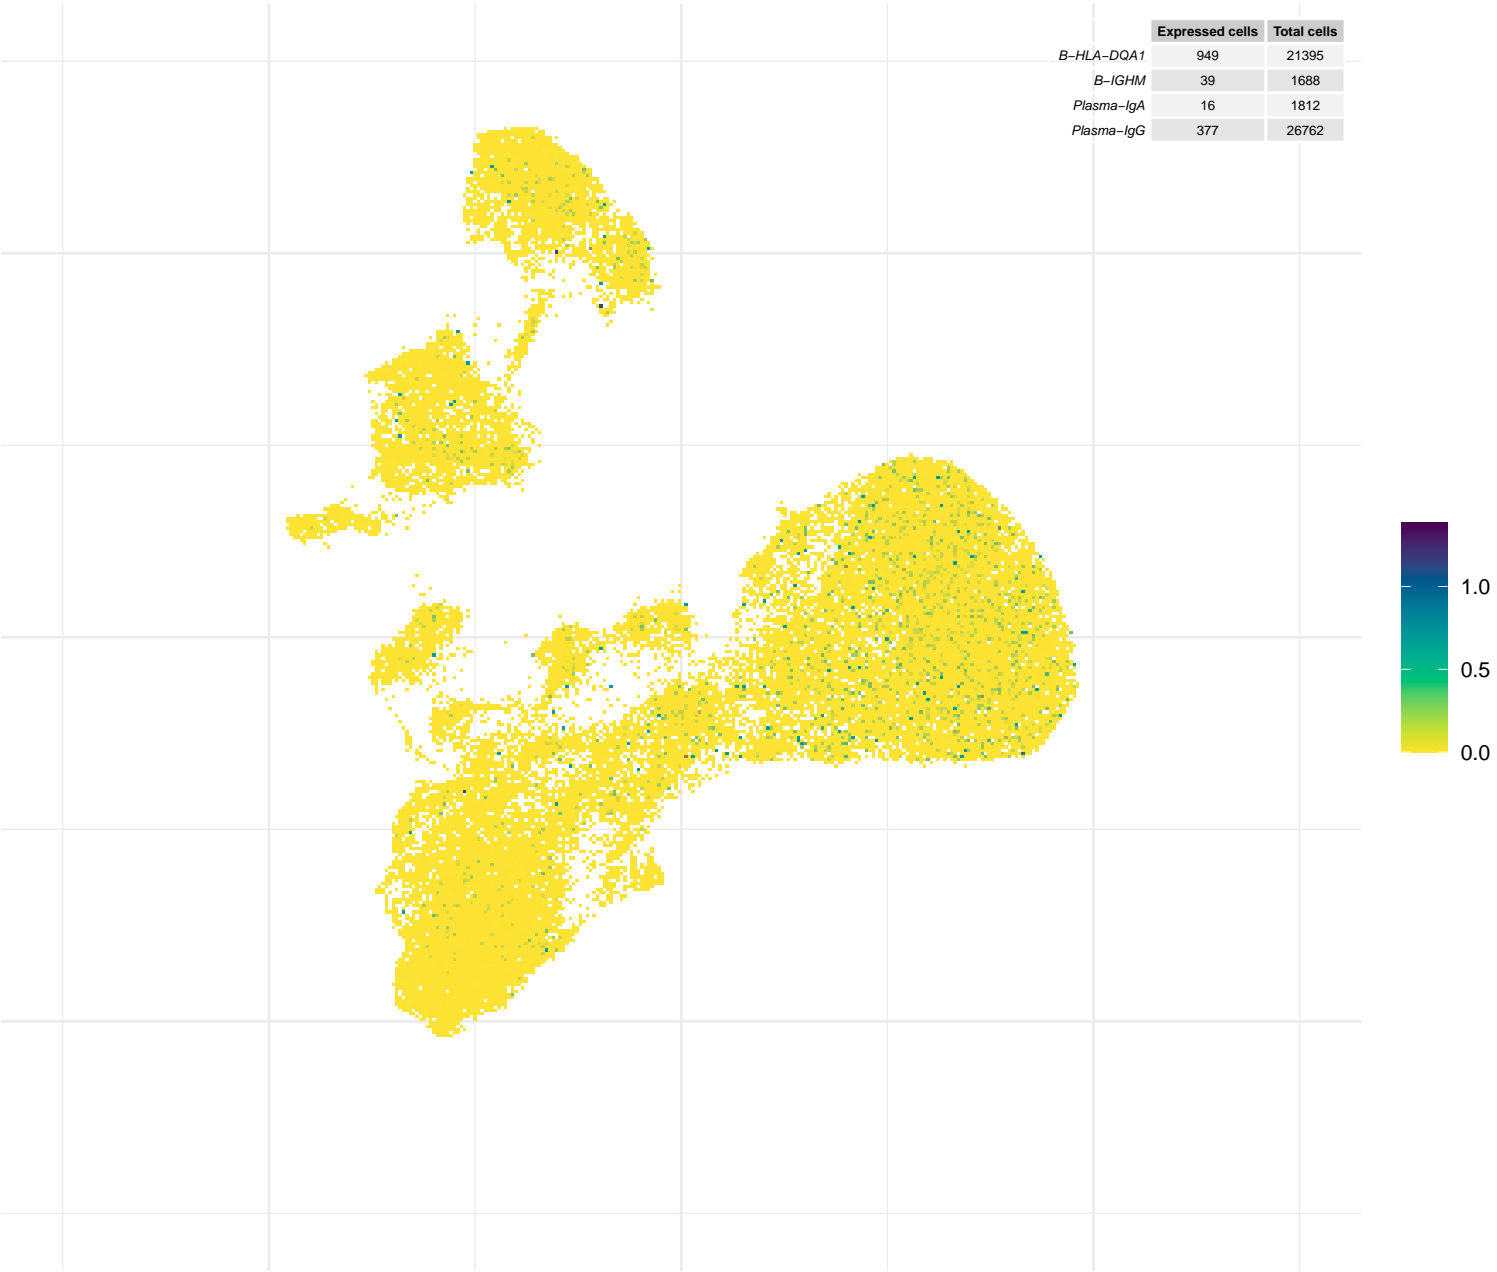 Expressed cells Total cells
B−HLA−DQA1 949 21395
B−IGHM 39 1688
Plasma−IgA 16 1812
Plasma−IgG 377 26762
1.0
0.5
0.0